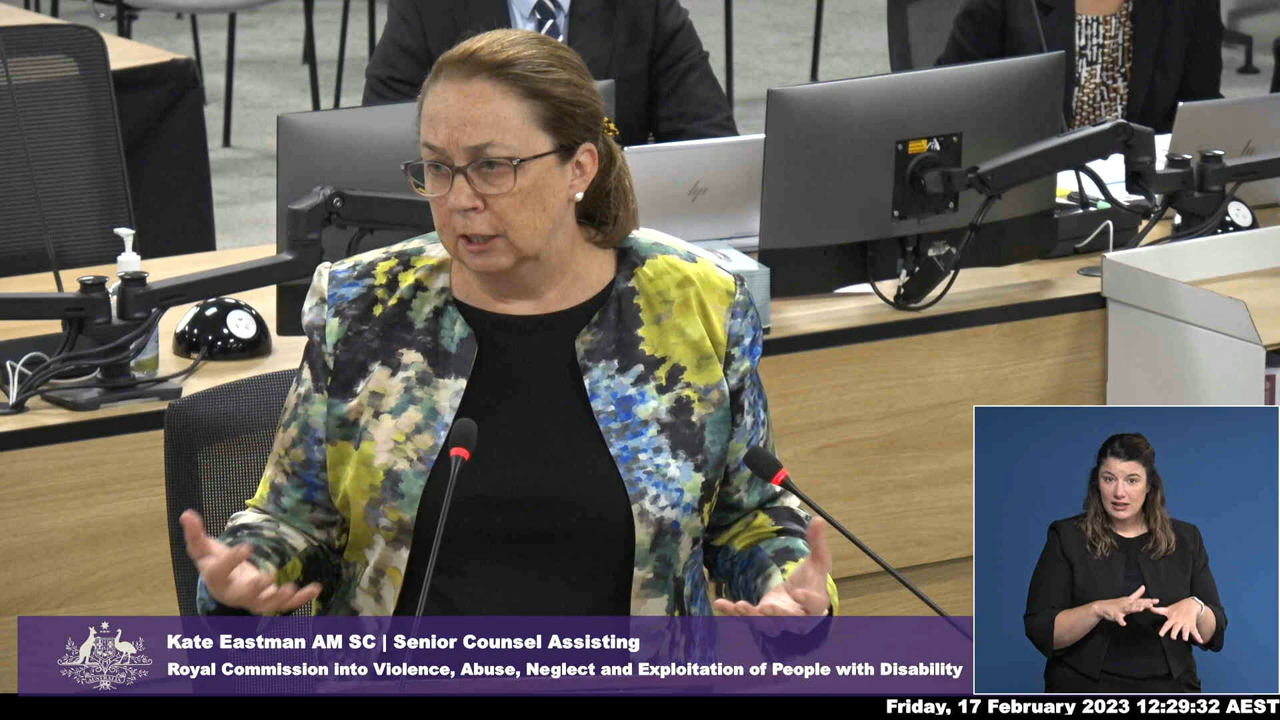 hp
Kate Eastman AM SC | Senior Counsel Assisting
Royal Commission into Violence, Abuse, Neglect and Exploitation of People with Disability
Friday, 17 February 2023 12:29:32 AEST